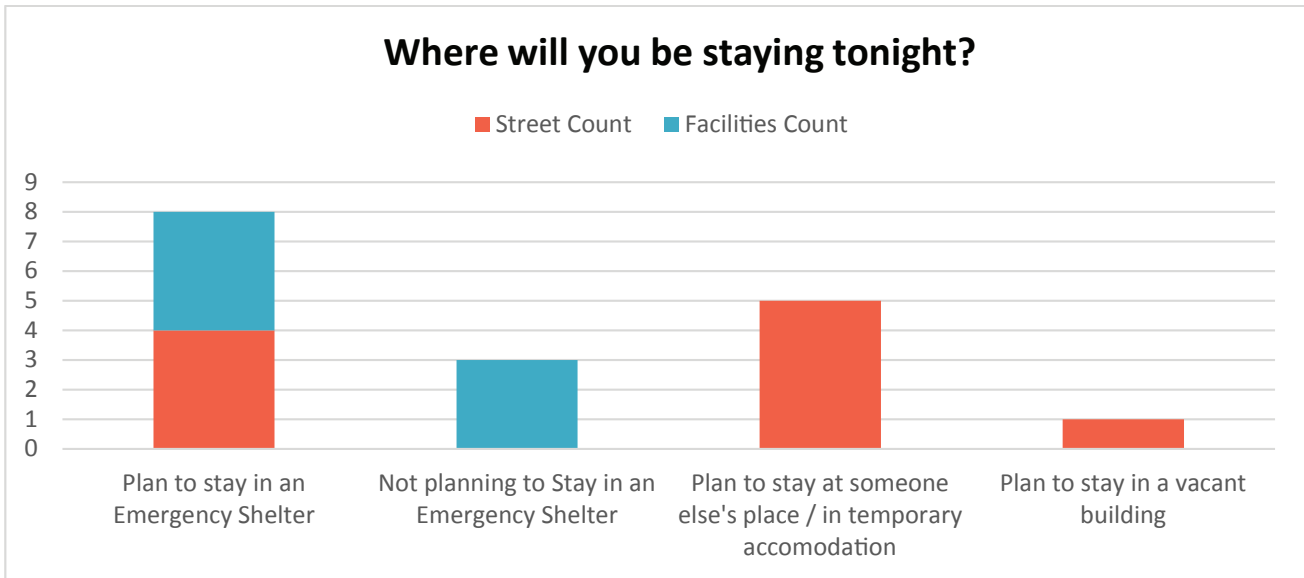 Where will you be staying tonight?
Street Count Facilities Count
9
8
7
6
5
4
3
2
1
0
Plan to stay in an
Emergency Shelter
Not planning to Stay in an
Emergency Shelter
Plan to stay at someone
else's place / in temporary
accomodation
Plan to stay in a vacant
building